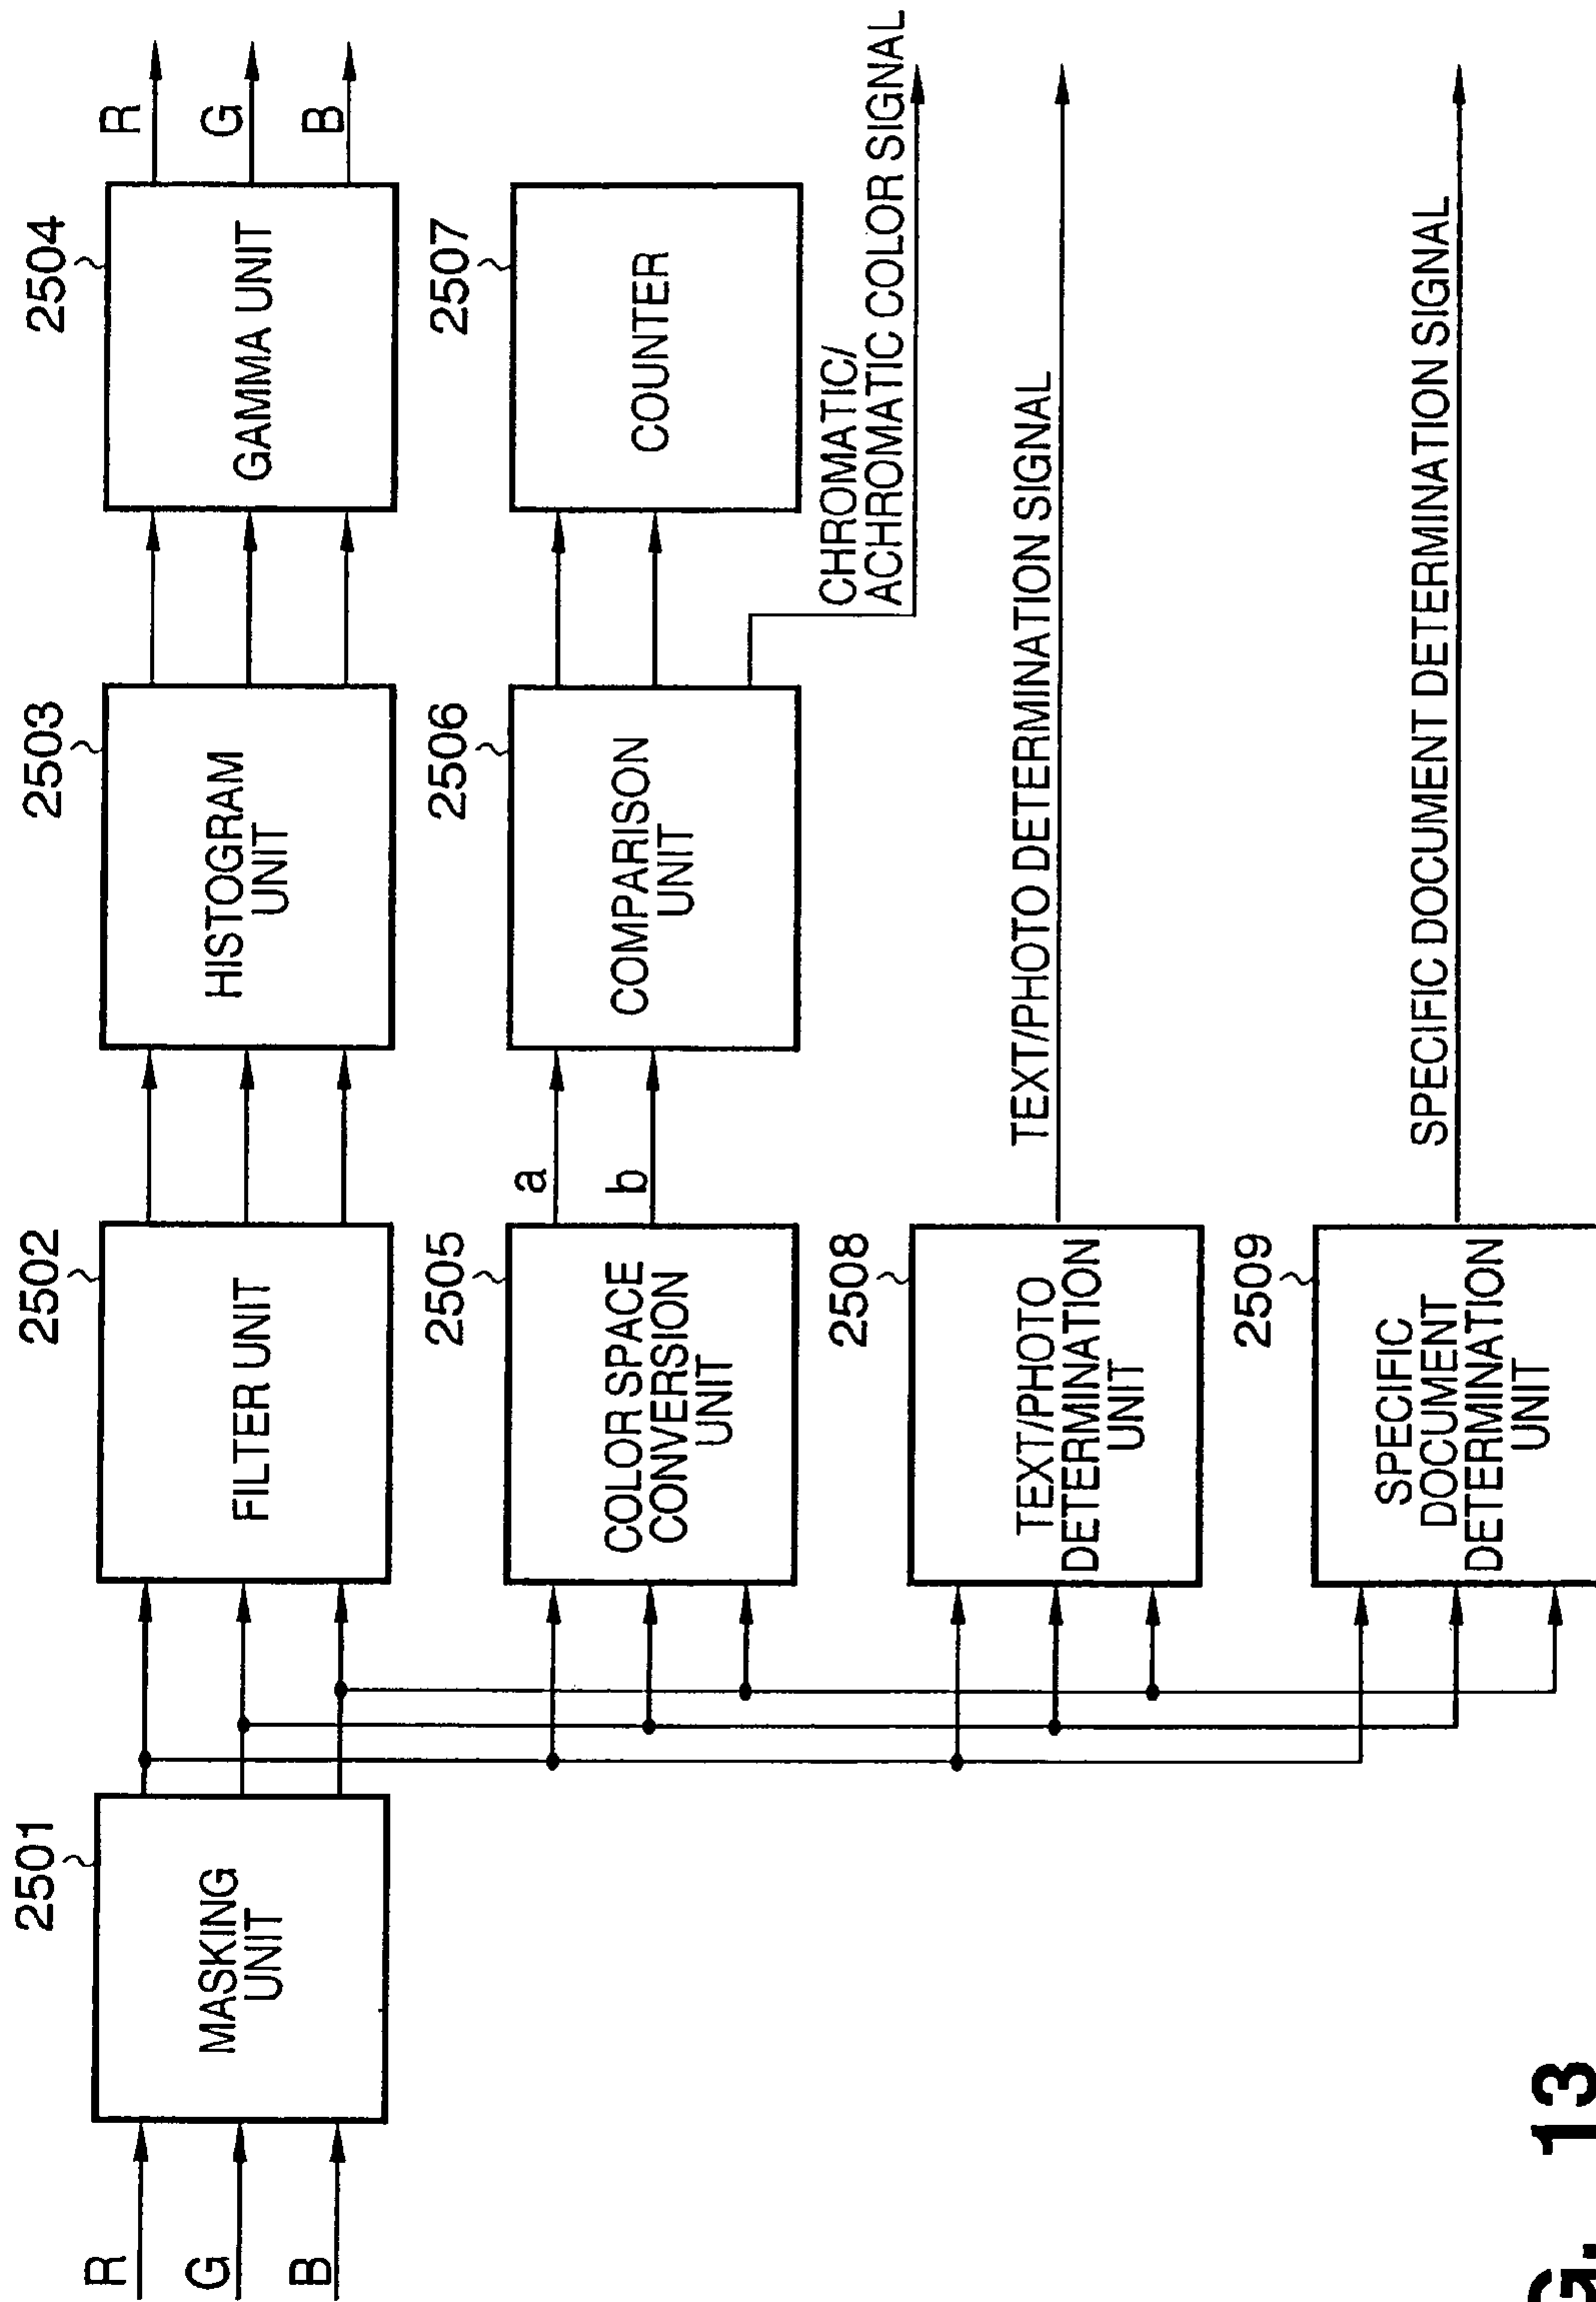 R
G
B
2501
MASKING
UNIT
2502
FILTER UNIT
2503
HISTOGRAM
UNIT
2504
GAMMA UNIT
R
G
B
2505
COLOR SPACE
CONVERSION
UNIT
a
b
2506
COMPARISON
UNIT
2507
COUNTER
CHROMATIC/
ACHROMATIC COLOR SIGNAL
2508
TEXT/PHOTO
DETERMINATION
UNIT
TEXT/PHOTO DETERMINATION SIGNAL
2509
SPECIFIC
DOCUMENT
DETERMINATION
UNIT
SPECIFIC DOCUMENT DETERMINATION SIGNAL
G. 13